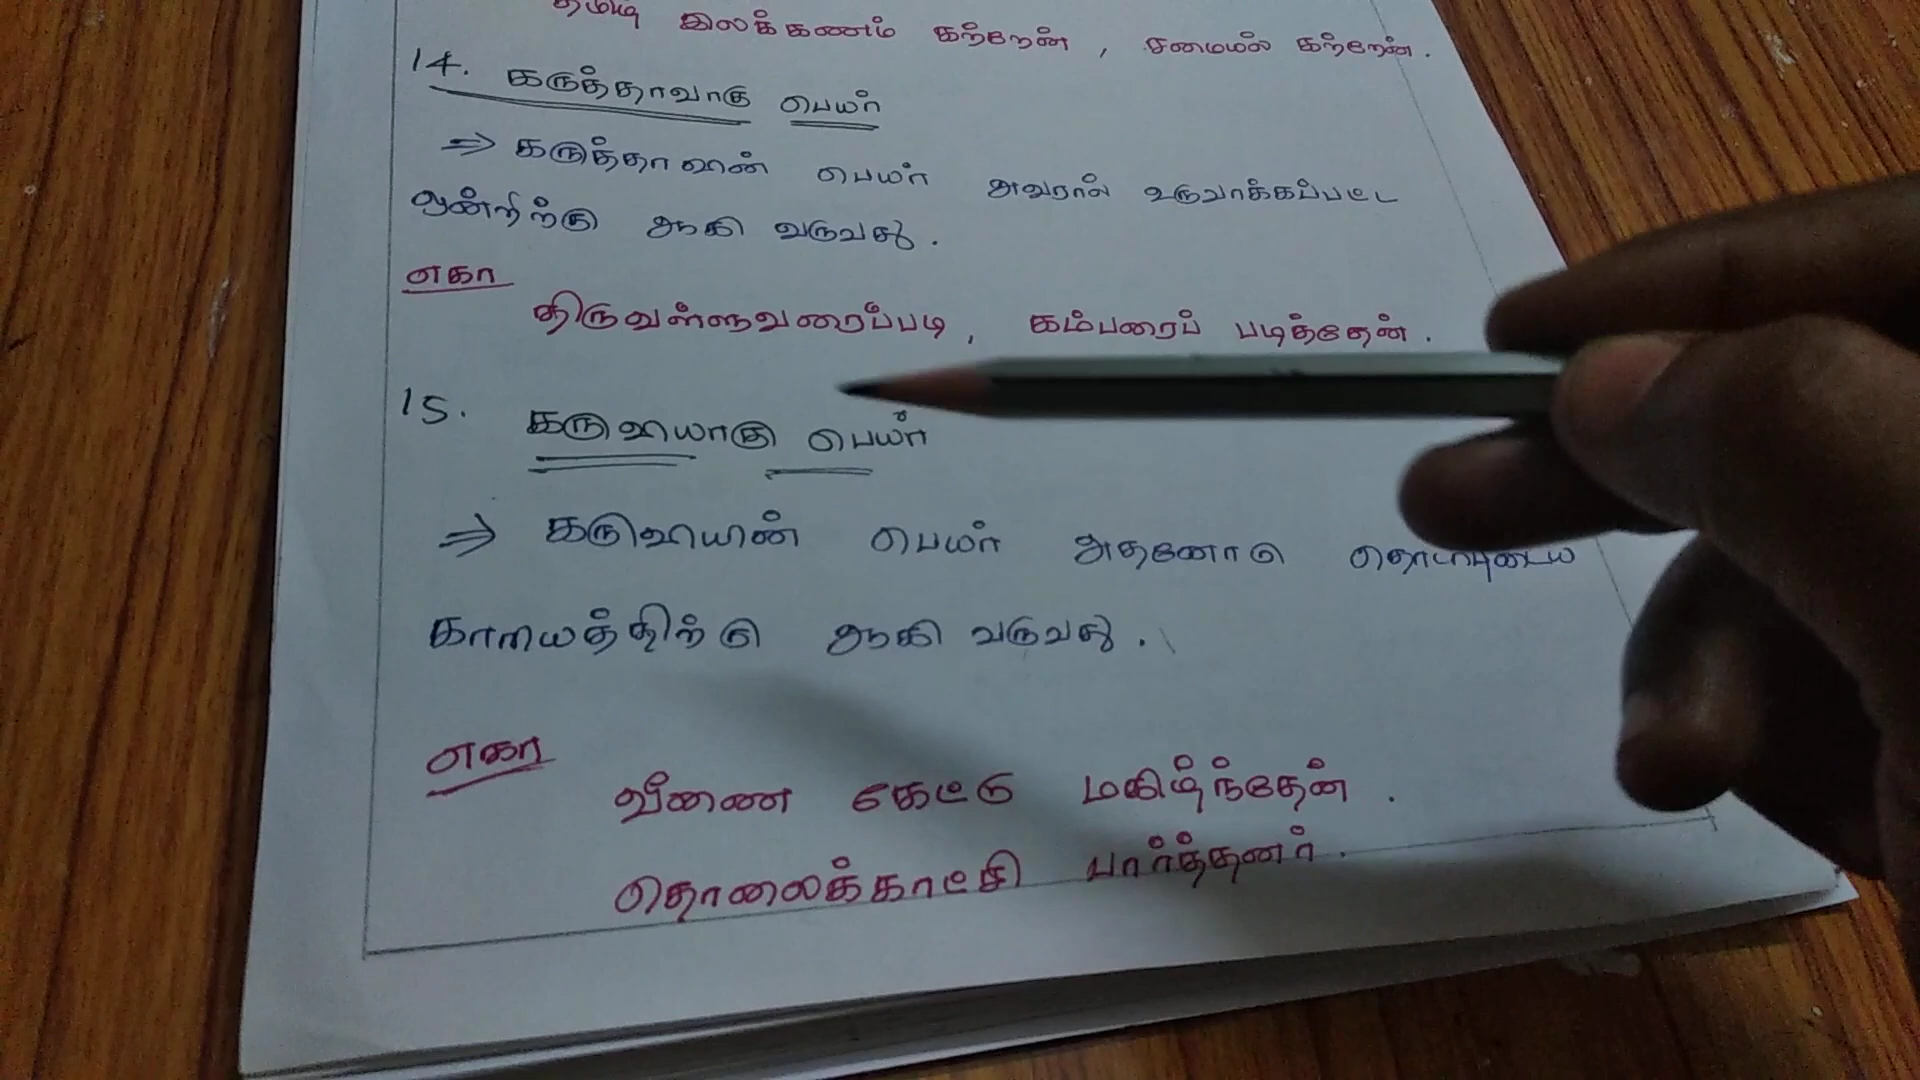 தமிழ் இலக்கணம் கற்றேன் , சமையல் கற்றேன்.
14. கருத்தாவாகு பெயர்
⇒ கருத்தாவின் பெயர் அவரால் உருவாக்கப்பட்ட
ஒன்றிற்கு ஆகி வருவது.
எகா
திருவள்ளுவரைப்படி, கம்பரைப் படித்தேன்.
15. கருவியாகு பெயர்
⇒ கருவியின் பெயர் அதனோடு தொடர்புடைய
காரியத்திற்கு ஆகி வருவது.
எகா
வீணை கேட்டு மகிழ்ந்தேன் .
தொலைக்காட்சி பார்த்தனர்.